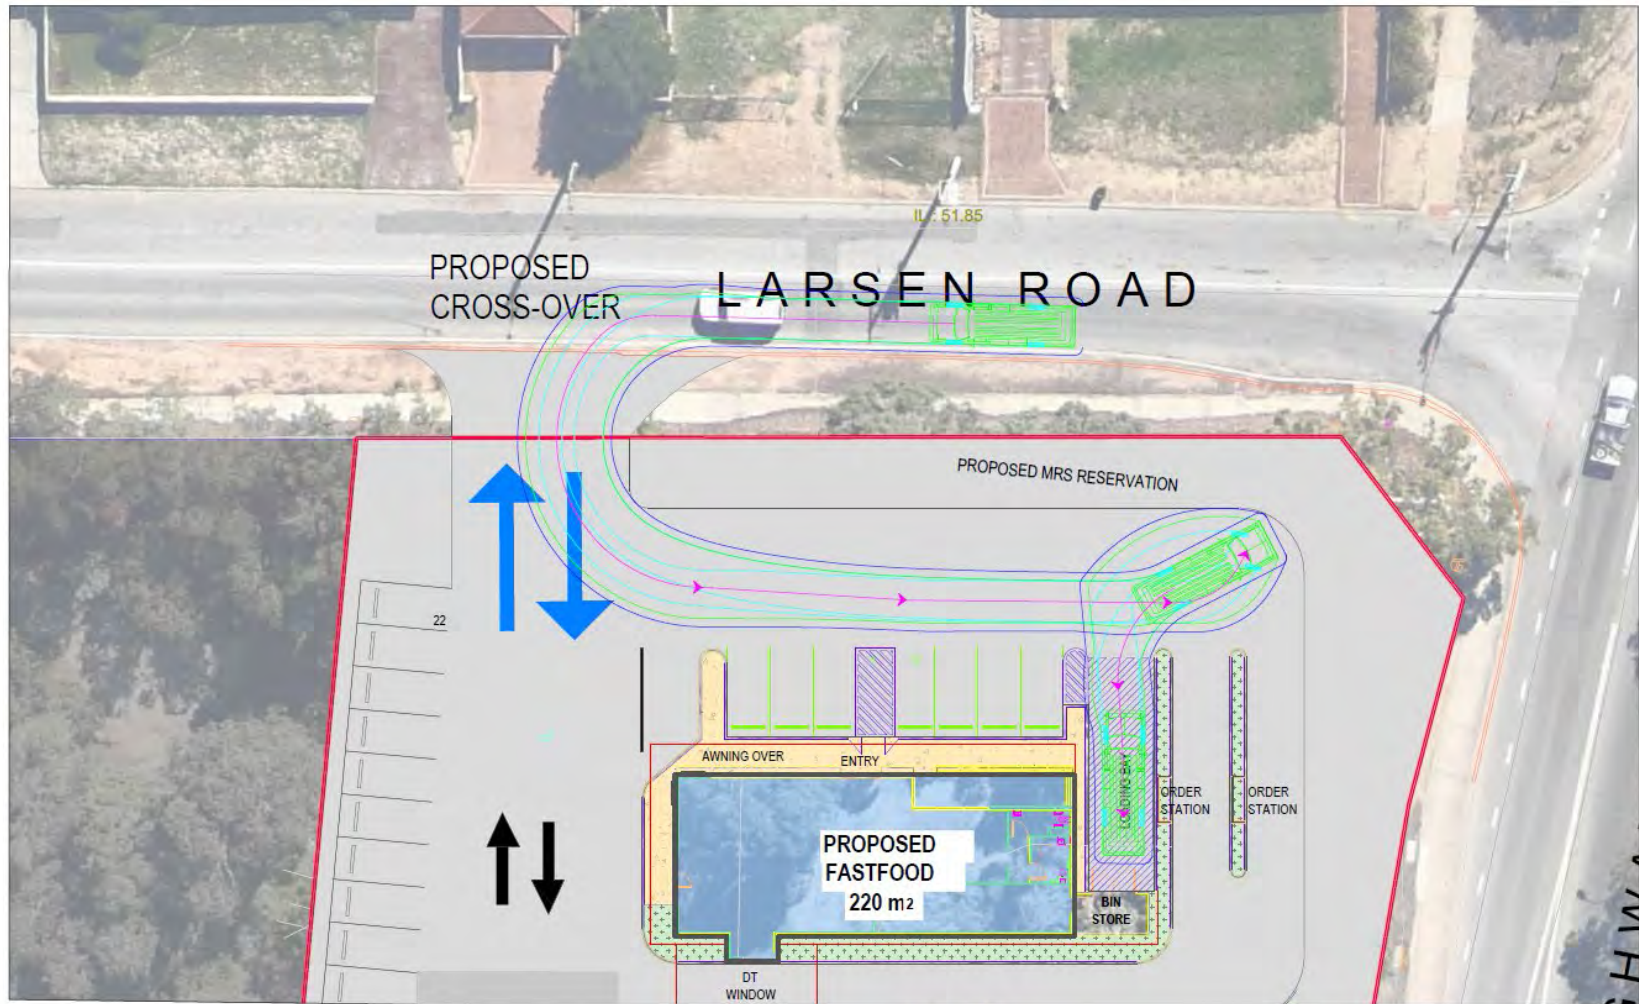 IL : 51.85
PROPOSED
CROSS-OVER
LARSEN ROAD
PROPOSED MRS RESERVATION
22
AWNING OVER
ENTRY
LOADING BAY
ORDER
STATION
ORDER
STATION
PROPOSED
FASTFOOD
220 m2
BIN
STORE
DT
WINDOW